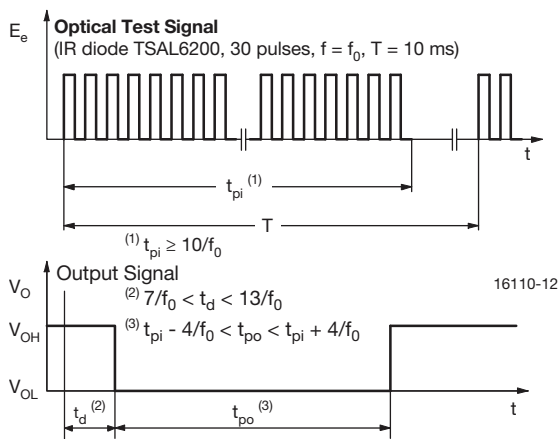 Eₑ
Optical Test Signal
(IR diode TSAL6200, 30 pulses, f = f₀, T = 10 ms)
t
tₚᵢ ⁽¹⁾
T
⁽¹⁾ tₚᵢ ≥ 10/f₀
V_O
Output Signal
16110-12
⁽²⁾ 7/f₀ < t_d < 13/f₀
V_OH
⁽³⁾ tₚᵢ - 4/f₀ < tₚₒ < tₚᵢ + 4/f₀
V_OL
t
t_d ⁽²⁾
tₚₒ ⁽³⁾